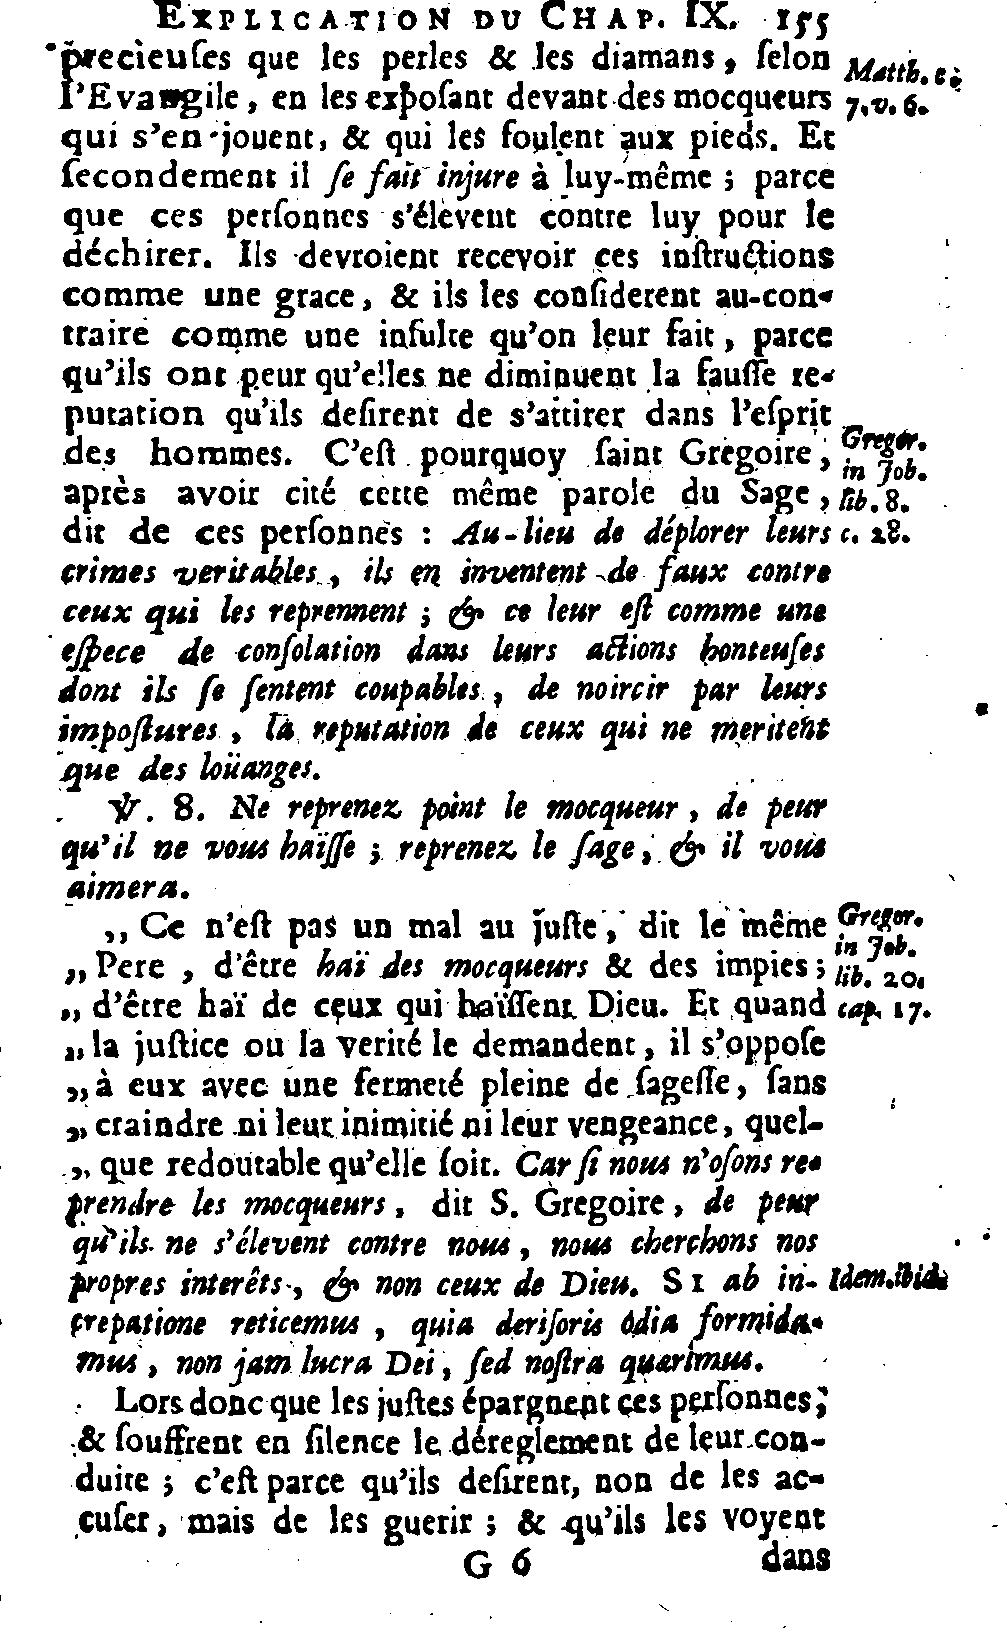 EXPLICATION DU CHAP. IX. 155
precieuſes que les perles & les diamans, ſelon
Matth. c.
l'Evangile, en les expoſant devant des mocqueurs
7. v. 6.
qui s'en jouent, & qui les foulent aux pieds. Et
ſecondement il ſe fait injure à luy-même ; parce
que ces perſonnes s'élevent contre luy pour le
déchirer. Ils devroient recevoir ces inſtructions
comme une grace, & ils les conſiderent au-con-
traire comme une inſulte qu'on leur fait, parce
qu'ils ont peur qu'elles ne diminuent la fauſſe re-
putation qu'ils deſirent de s'attirer dans l'eſprit
des hommes. C'eſt pourquoy ſaint Gregoire,
Gregor.
in Job.
après avoir cité cette même parole du Sage,
lib. 8.
dit de ces perſonnes : Au-lieu de déplorer leurs
c. 28.
crimes veritables, ils en inventent de faux contre
ceux qui les reprennent ; & ce leur eſt comme une
eſpece de conſolation dans leurs actions honteuſes
dont ils ſe ſentent coupables, de noircir par leurs
impoſtures, la reputation de ceux qui ne meritent
que des loüanges.
℣. 8. Ne reprenez point le mocqueur, de peur
qu'il ne vous haïſſe ; reprenez le ſage, & il vous
aimera.
,, Ce n'eſt pas un mal au juſte, dit le même
Gregor.
in Job.
,, Pere, d'être haï des mocqueurs & des impies ;
lib. 20.
,, d'être haï de ceux qui haïſſent Dieu. Et quand
cap. 17.
,, la juſtice ou la verité le demandent, il s'oppoſe
,, à eux avec une fermeté pleine de ſageſſe, ſans
,, craindre ni leur inimitié ni leur vengeance, quel-
,, que redoutable qu'elle ſoit. Car ſi nous n'oſons re-
prendre les mocqueurs, dit S. Gregoire, de peur
qu'ils ne s'élevent contre nous, nous cherchons nos
propres interêts, & non ceux de Dieu. SI ab in-
Idem. ibid.
crepatione reticemus, quia deriſoris odia formida-
mus, non jam lucra Dei, ſed noſtra quærimus.
Lors donc que les juſtes épargnent ces perſonnes,
& ſouffrent en ſilence le déreglement de leur con-
duite ; c'eſt parce qu'ils deſirent, non de les ac-
cuſer, mais de les guerir ; & qu'ils les voyent
G 6
dans